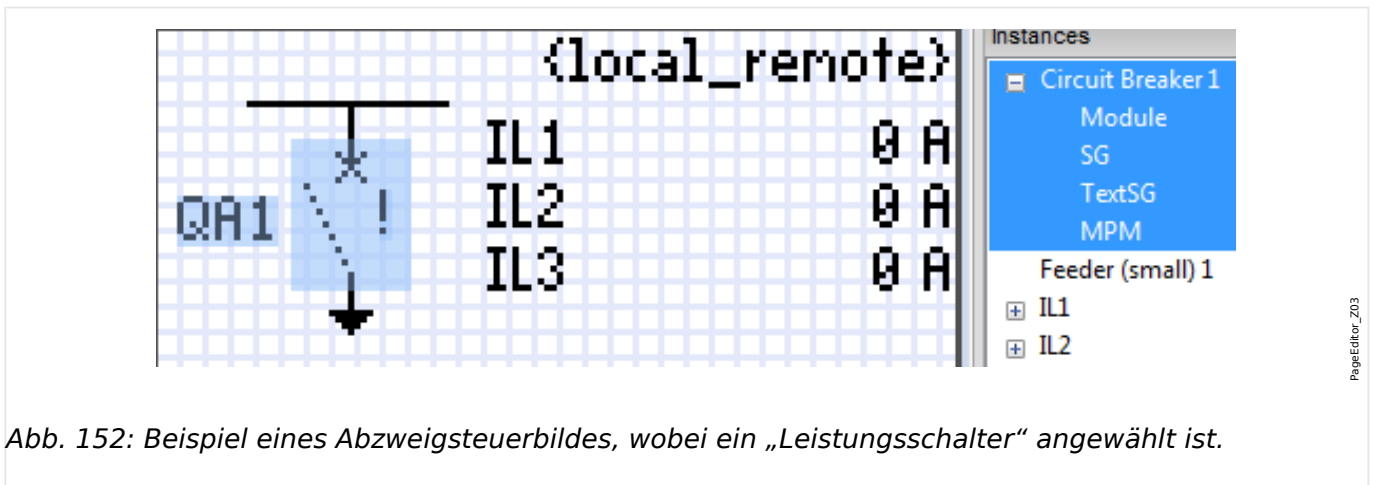 {local_remote}
IL1 0 A
QA1 ! IL2 0 A
IL3 0 A
Instances
Circuit Breaker 1
Module
SG
TextSG
MPM
Feeder (small) 1
IL1
IL2
PageEditor_Z03
Abb. 152: Beispiel eines Abzweigsteuerbildes, wobei ein „Leistungsschalter“ angewählt ist.